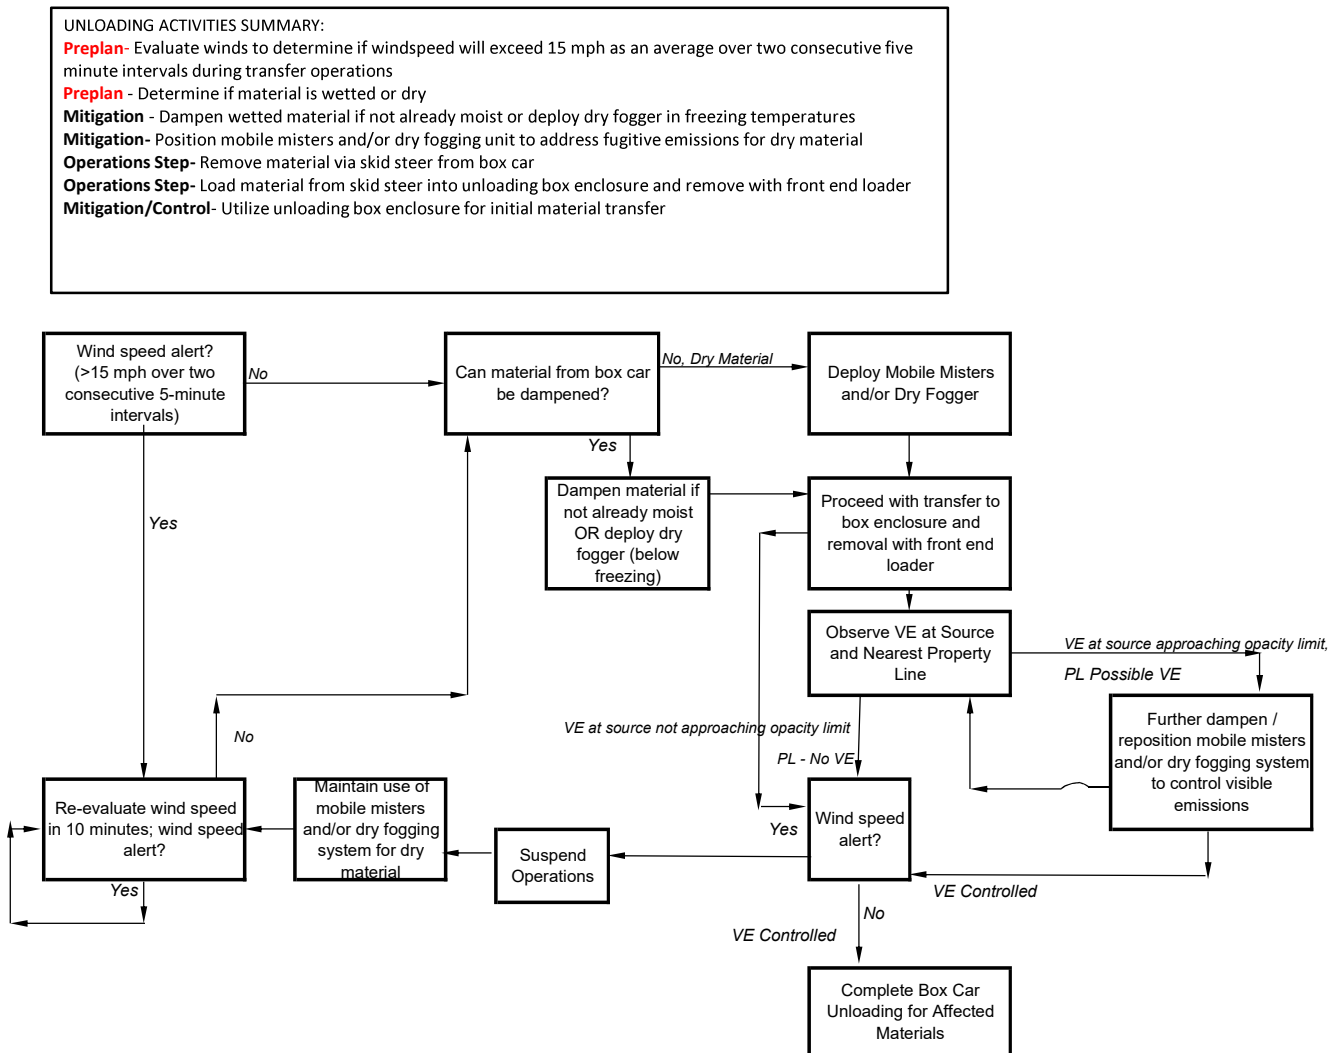 UNLOADING ACTIVITIES SUMMARY:
Preplan- Evaluate winds to determine if windspeed will exceed 15 mph as an average over two consecutive five
minute intervals during transfer operations
Preplan - Determine if material is wetted or dry
Mitigation - Dampen wetted material if not already moist or deploy dry fogger in freezing temperatures
Mitigation- Position mobile misters and/or dry fogging unit to address fugitive emissions for dry material
Operations Step- Remove material via skid steer from box car
Operations Step- Load material from skid steer into unloading box enclosure and remove with front end loader
Mitigation/Control- Utilize unloading box enclosure for initial material transfer
Wind speed alert?
(>15 mph over two
consecutive 5-minute
intervals)
No
Can material from box car
be dampened?
No, Dry Material
Deploy Mobile Misters
and/or Dry Fogger
Yes
Yes
Dampen material if
not already moist
OR deploy dry
fogger (below
freezing)
Proceed with transfer to
box enclosure and
removal with front end
loader
Observe VE at Source
and Nearest Property
Line
VE at source approaching opacity limit,
PL Possible VE
Further dampen /
reposition mobile misters
and/or dry fogging system
to control visible
emissions
VE at source not approaching opacity limit
PL - No VE
No
Re-evaluate wind speed
in 10 minutes; wind speed
alert?
Yes
Maintain use of
mobile misters
and/or dry fogging
system for dry
material
Suspend
Operations
Yes
Wind speed
alert?
VE Controlled
No
VE Controlled
Complete Box Car
Unloading for Affected
Materials